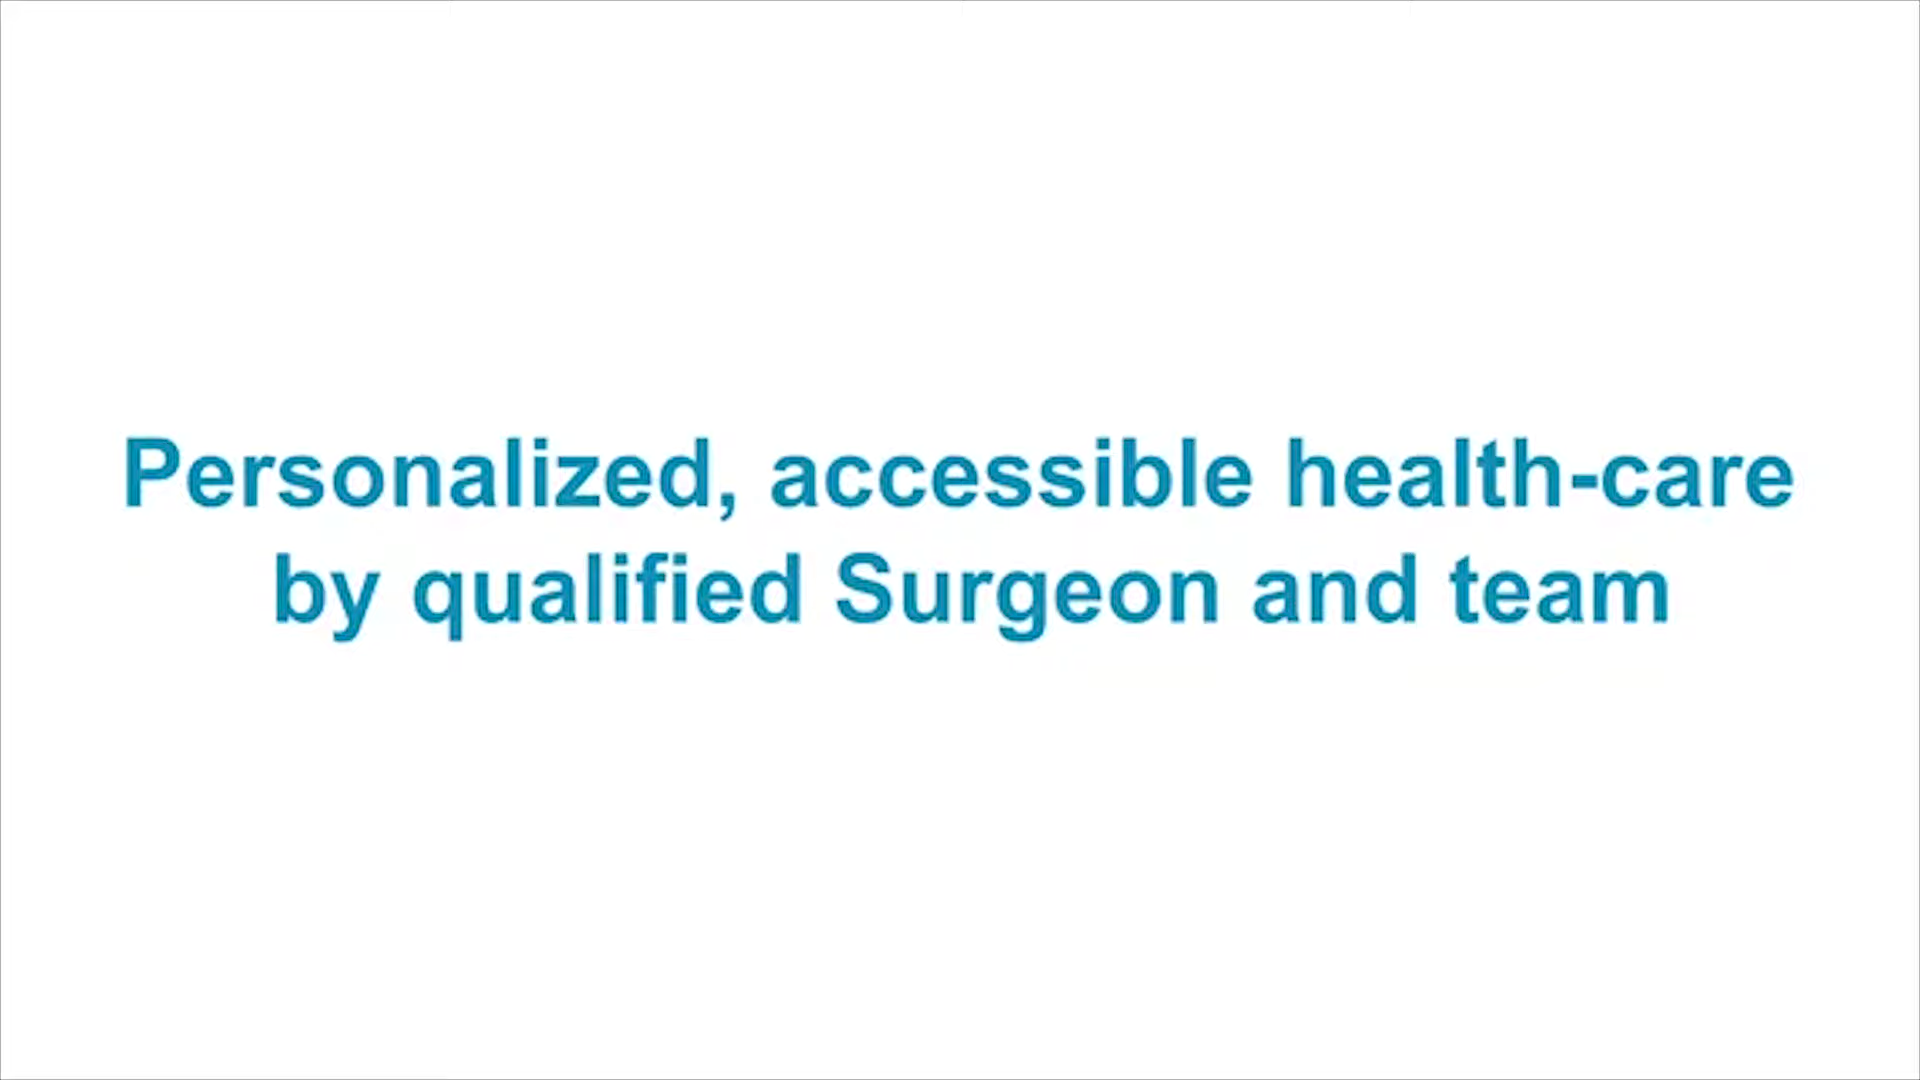 Personalized, accessible health-care
by qualified Surgeon and team